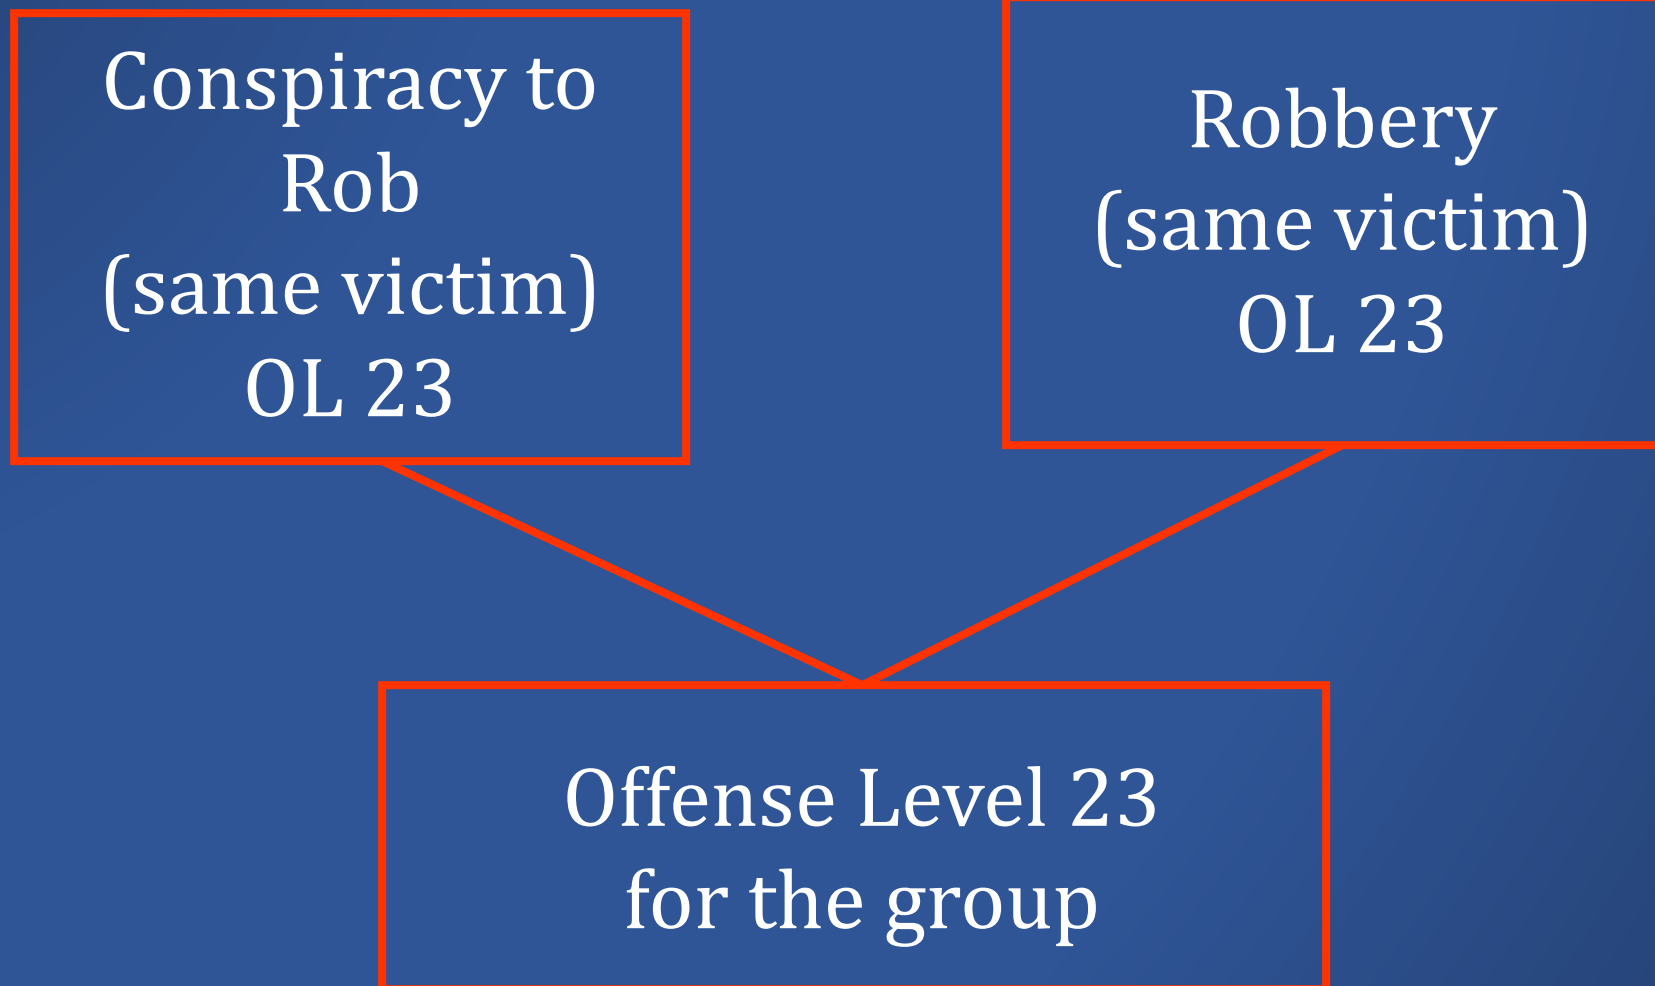 Conspiracy to
Rob
(same victim)
OL 23
Robbery
(same victim)
OL 23
Offense Level 23
for the group